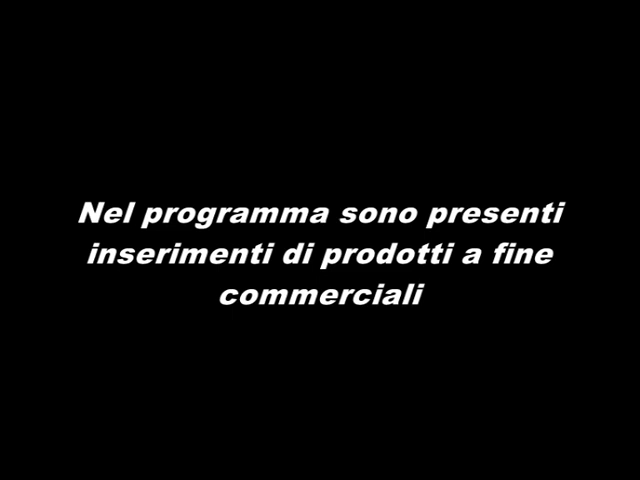 Nel programma sono presenti
inserimenti di prodotti a fine
commerciali